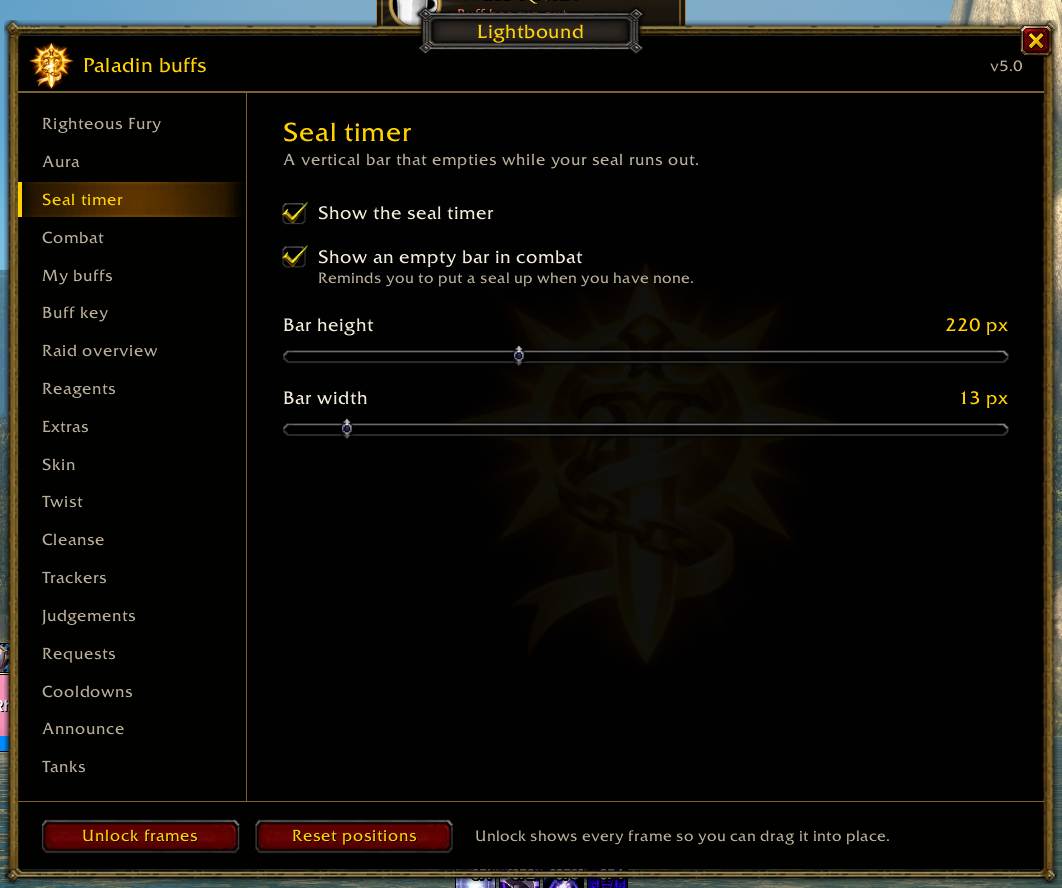 Lightbound
Paladin buffs
v5.0
Righteous Fury
Aura
Seal timer
Combat
My buffs
Buff key
Raid overview
Reagents
Extras
Skin
Twist
Cleanse
Trackers
Judgements
Requests
Cooldowns
Announce
Tanks
Seal timer
A vertical bar that empties while your seal runs out.
Show the seal timer
Show an empty bar in combat
Reminds you to put a seal up when you have none.
Bar height
220 px
Bar width
13 px
Unlock frames
Reset positions
Unlock shows every frame so you can drag it into place.